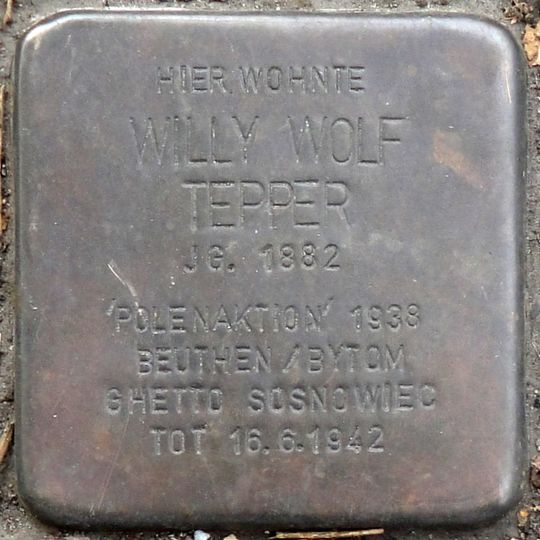 HIER WOHNTE
WILLY WOLF
TEPPER
JG. 1882
'POLENAKTION' 1938
BEUTHEN / BYTOM
GHETTO SOSNOWIEC
TOT 16.6.1942